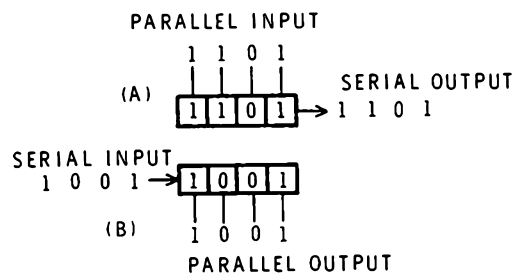 PARALLEL INPUT
1 1 0 1
(A)
SERIAL OUTPUT
1 1 0 1
1 1 0 1
SERIAL INPUT
1 0 0 1
1 0 0 1
(B)
1 0 0 1
PARALLEL OUTPUT